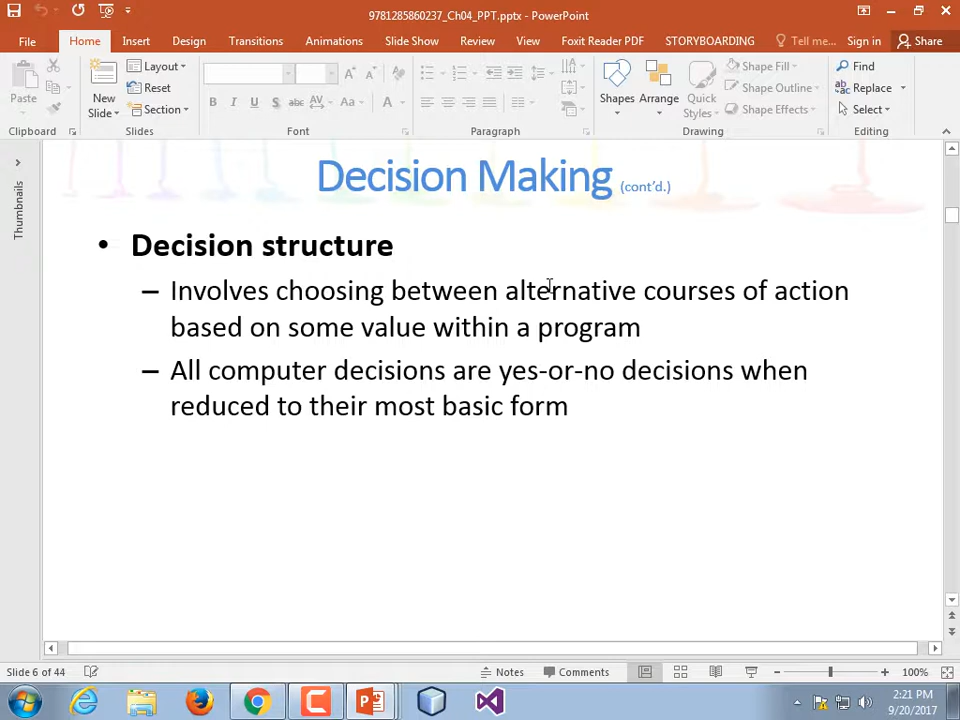 9781285860237_Ch04_PPT.pptx - PowerPoint
File Home Insert Design Transitions Animations Slide Show Review View Foxit Reader PDF STORYBOARDING Tell me... Sign in Share
Paste
New
Slide
Layout
Reset
Section
B I U S abc AV Aa A
Shapes
Arrange
Quick
Styles
Shape Fill
Shape Outline
Shape Effects
Find
Replace
Select
Clipboard Slides Font Paragraph Drawing Editing
Thumbnails
Decision Making (cont'd.)
• Decision structure
– Involves choosing between alternative courses of action
based on some value within a program
– All computer decisions are yes-or-no decisions when
reduced to their most basic form
Slide 6 of 44 Notes Comments 100%
2:21 PM
9/20/2017